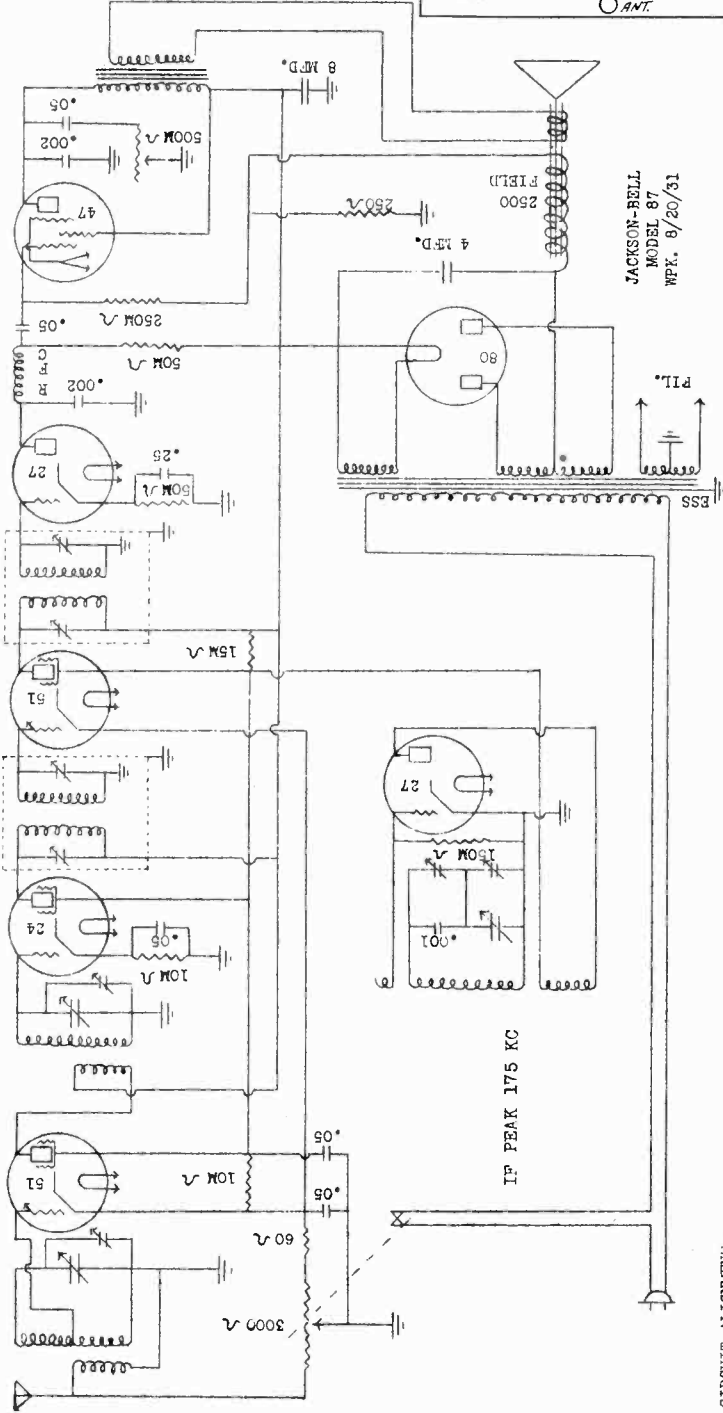 ANT.
JACKSON-BELL
MODEL 87
WPK. 8/20/31
IF PEAK 175 KC
3000 Ω
60 Ω
.05
.05
10M Ω
51
10M Ω
.05
24
15M Ω
51
50M Ω
.25
27
.002
R F C
.05
50M Ω
250M Ω
47
.002
.05
500M Ω
8 MFD.
250 Ω
2500
FIELD
4 MFD.
80
FIL.
ESS
27
150M Ω
.001